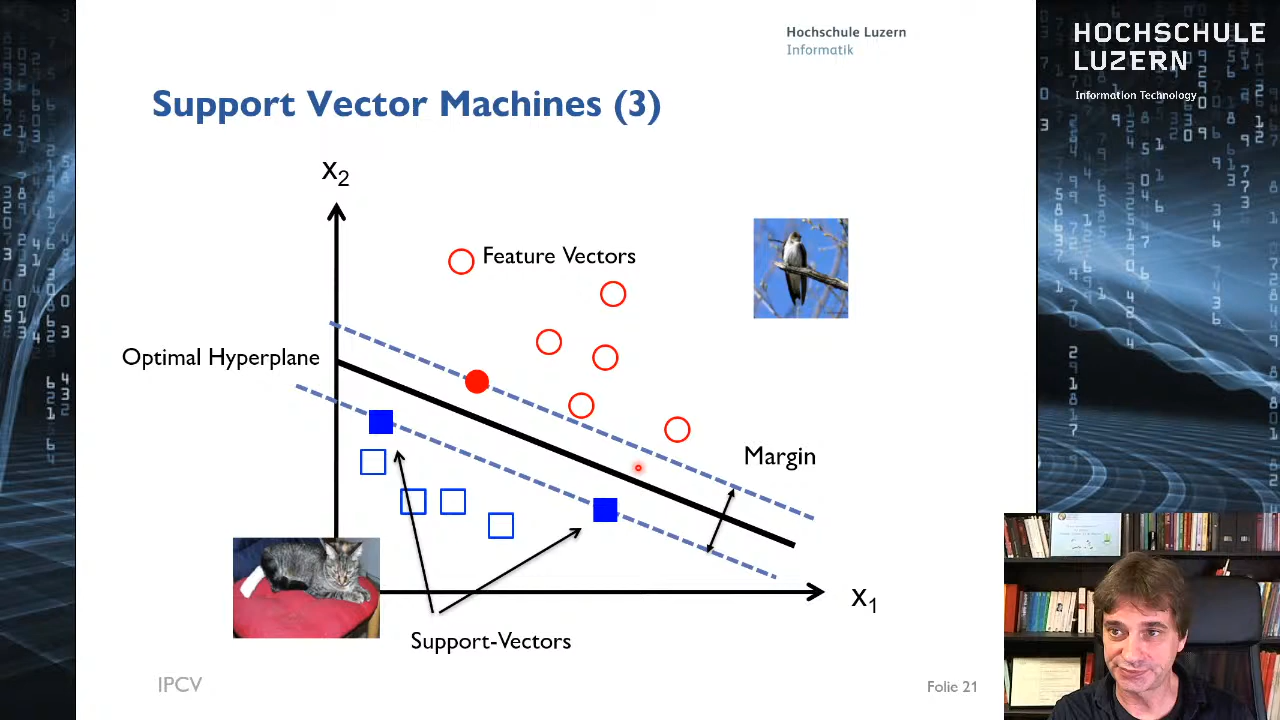 Hochschule Luzern
Informatik
HOCHSCHULE
LUZERN
Information Technology
Support Vector Machines (3)
x2
Feature Vectors
Optimal Hyperplane
Margin
x1
Support-Vectors
IPCV
Folie 21